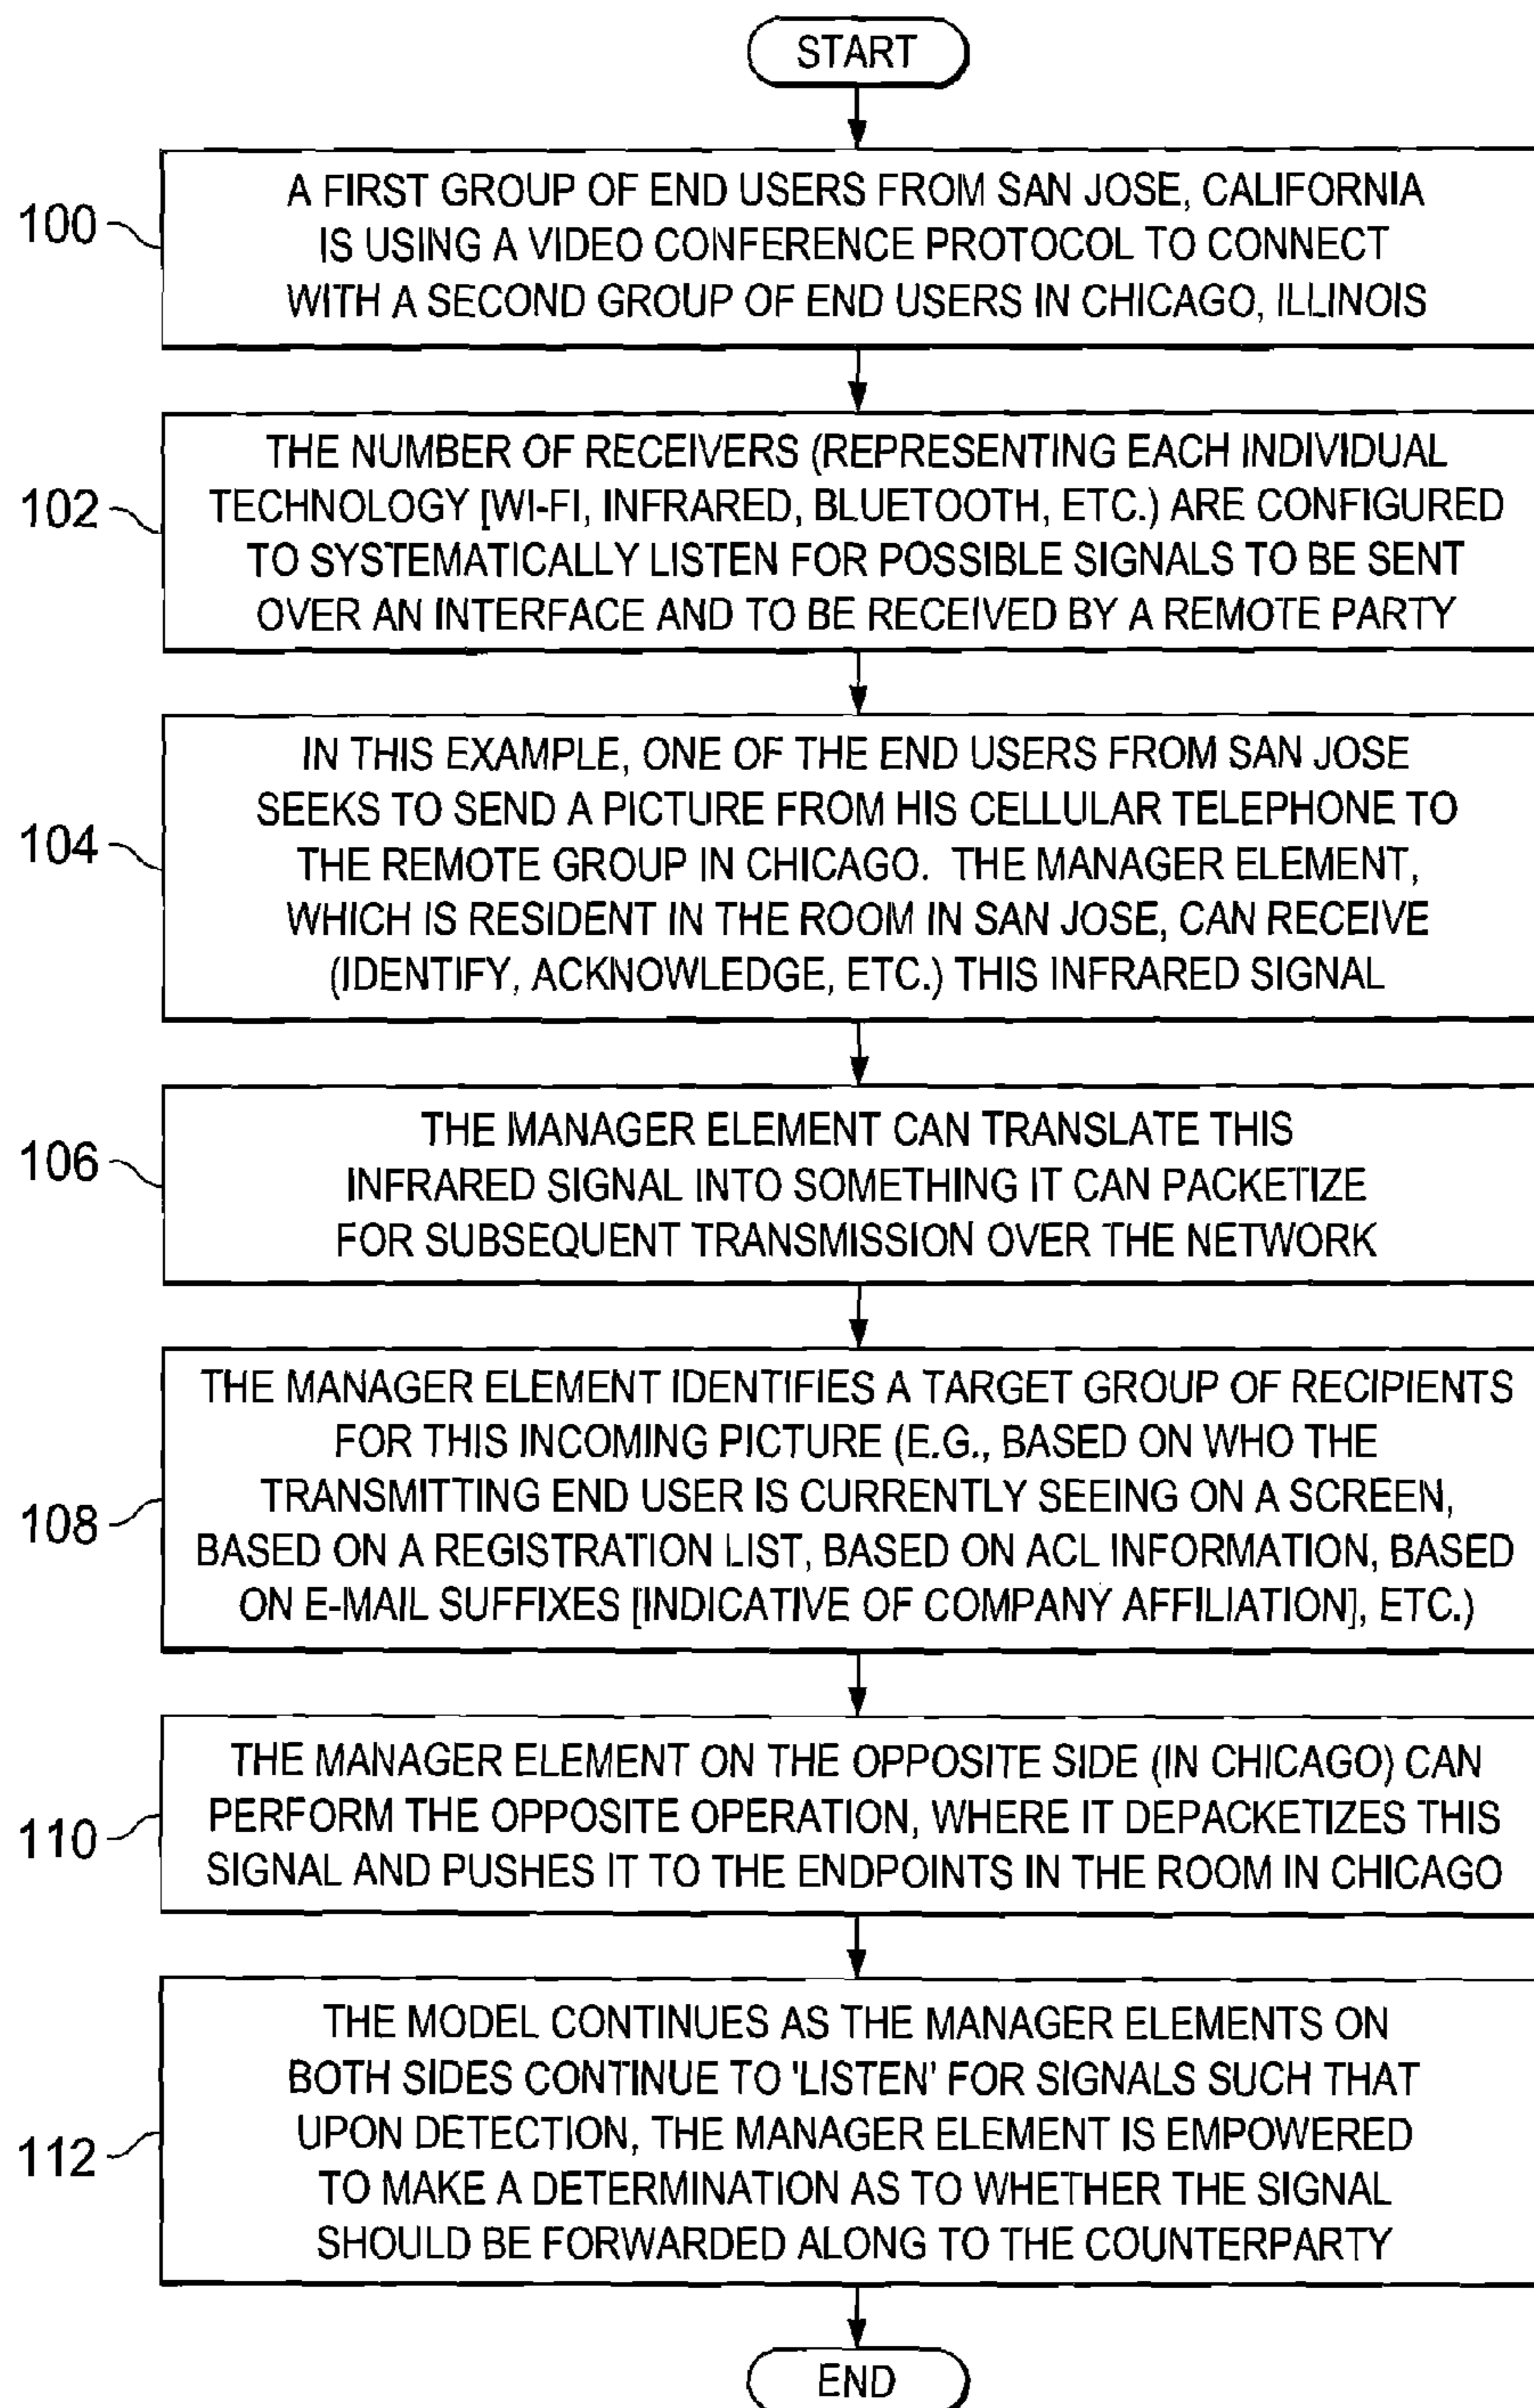 START
100
A FIRST GROUP OF END USERS FROM SAN JOSE, CALIFORNIA
IS USING A VIDEO CONFERENCE PROTOCOL TO CONNECT
WITH A SECOND GROUP OF END USERS IN CHICAGO, ILLINOIS
102
THE NUMBER OF RECEIVERS (REPRESENTING EACH INDIVIDUAL
TECHNOLOGY [WI-FI, INFRARED, BLUETOOTH, ETC.) ARE CONFIGURED
TO SYSTEMATICALLY LISTEN FOR POSSIBLE SIGNALS TO BE SENT
OVER AN INTERFACE AND TO BE RECEIVED BY A REMOTE PARTY
104
IN THIS EXAMPLE, ONE OF THE END USERS FROM SAN JOSE
SEEKS TO SEND A PICTURE FROM HIS CELLULAR TELEPHONE TO
THE REMOTE GROUP IN CHICAGO. THE MANAGER ELEMENT,
WHICH IS RESIDENT IN THE ROOM IN SAN JOSE, CAN RECEIVE
(IDENTIFY, ACKNOWLEDGE, ETC.) THIS INFRARED SIGNAL
106
THE MANAGER ELEMENT CAN TRANSLATE THIS
INFRARED SIGNAL INTO SOMETHING IT CAN PACKETIZE
FOR SUBSEQUENT TRANSMISSION OVER THE NETWORK
108
THE MANAGER ELEMENT IDENTIFIES A TARGET GROUP OF RECIPIENTS
FOR THIS INCOMING PICTURE (E.G., BASED ON WHO THE
TRANSMITTING END USER IS CURRENTLY SEEING ON A SCREEN,
BASED ON A REGISTRATION LIST, BASED ON ACL INFORMATION, BASED
ON E-MAIL SUFFIXES [INDICATIVE OF COMPANY AFFILIATION], ETC.)
110
THE MANAGER ELEMENT ON THE OPPOSITE SIDE (IN CHICAGO) CAN
PERFORM THE OPPOSITE OPERATION, WHERE IT DEPACKETIZES THIS
SIGNAL AND PUSHES IT TO THE ENDPOINTS IN THE ROOM IN CHICAGO
112
THE MODEL CONTINUES AS THE MANAGER ELEMENTS ON
BOTH SIDES CONTINUE TO 'LISTEN' FOR SIGNALS SUCH THAT
UPON DETECTION, THE MANAGER ELEMENT IS EMPOWERED
TO MAKE A DETERMINATION AS TO WHETHER THE SIGNAL
SHOULD BE FORWARDED ALONG TO THE COUNTERPARTY
END